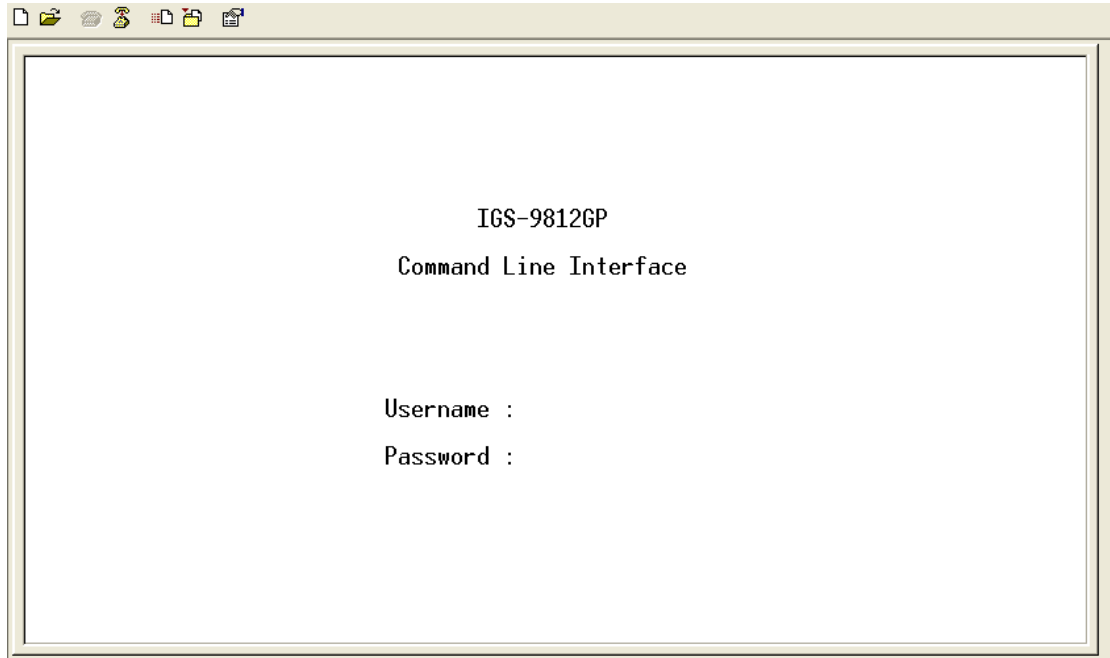 IGS-9812GP
Command Line Interface
Username :
Password :